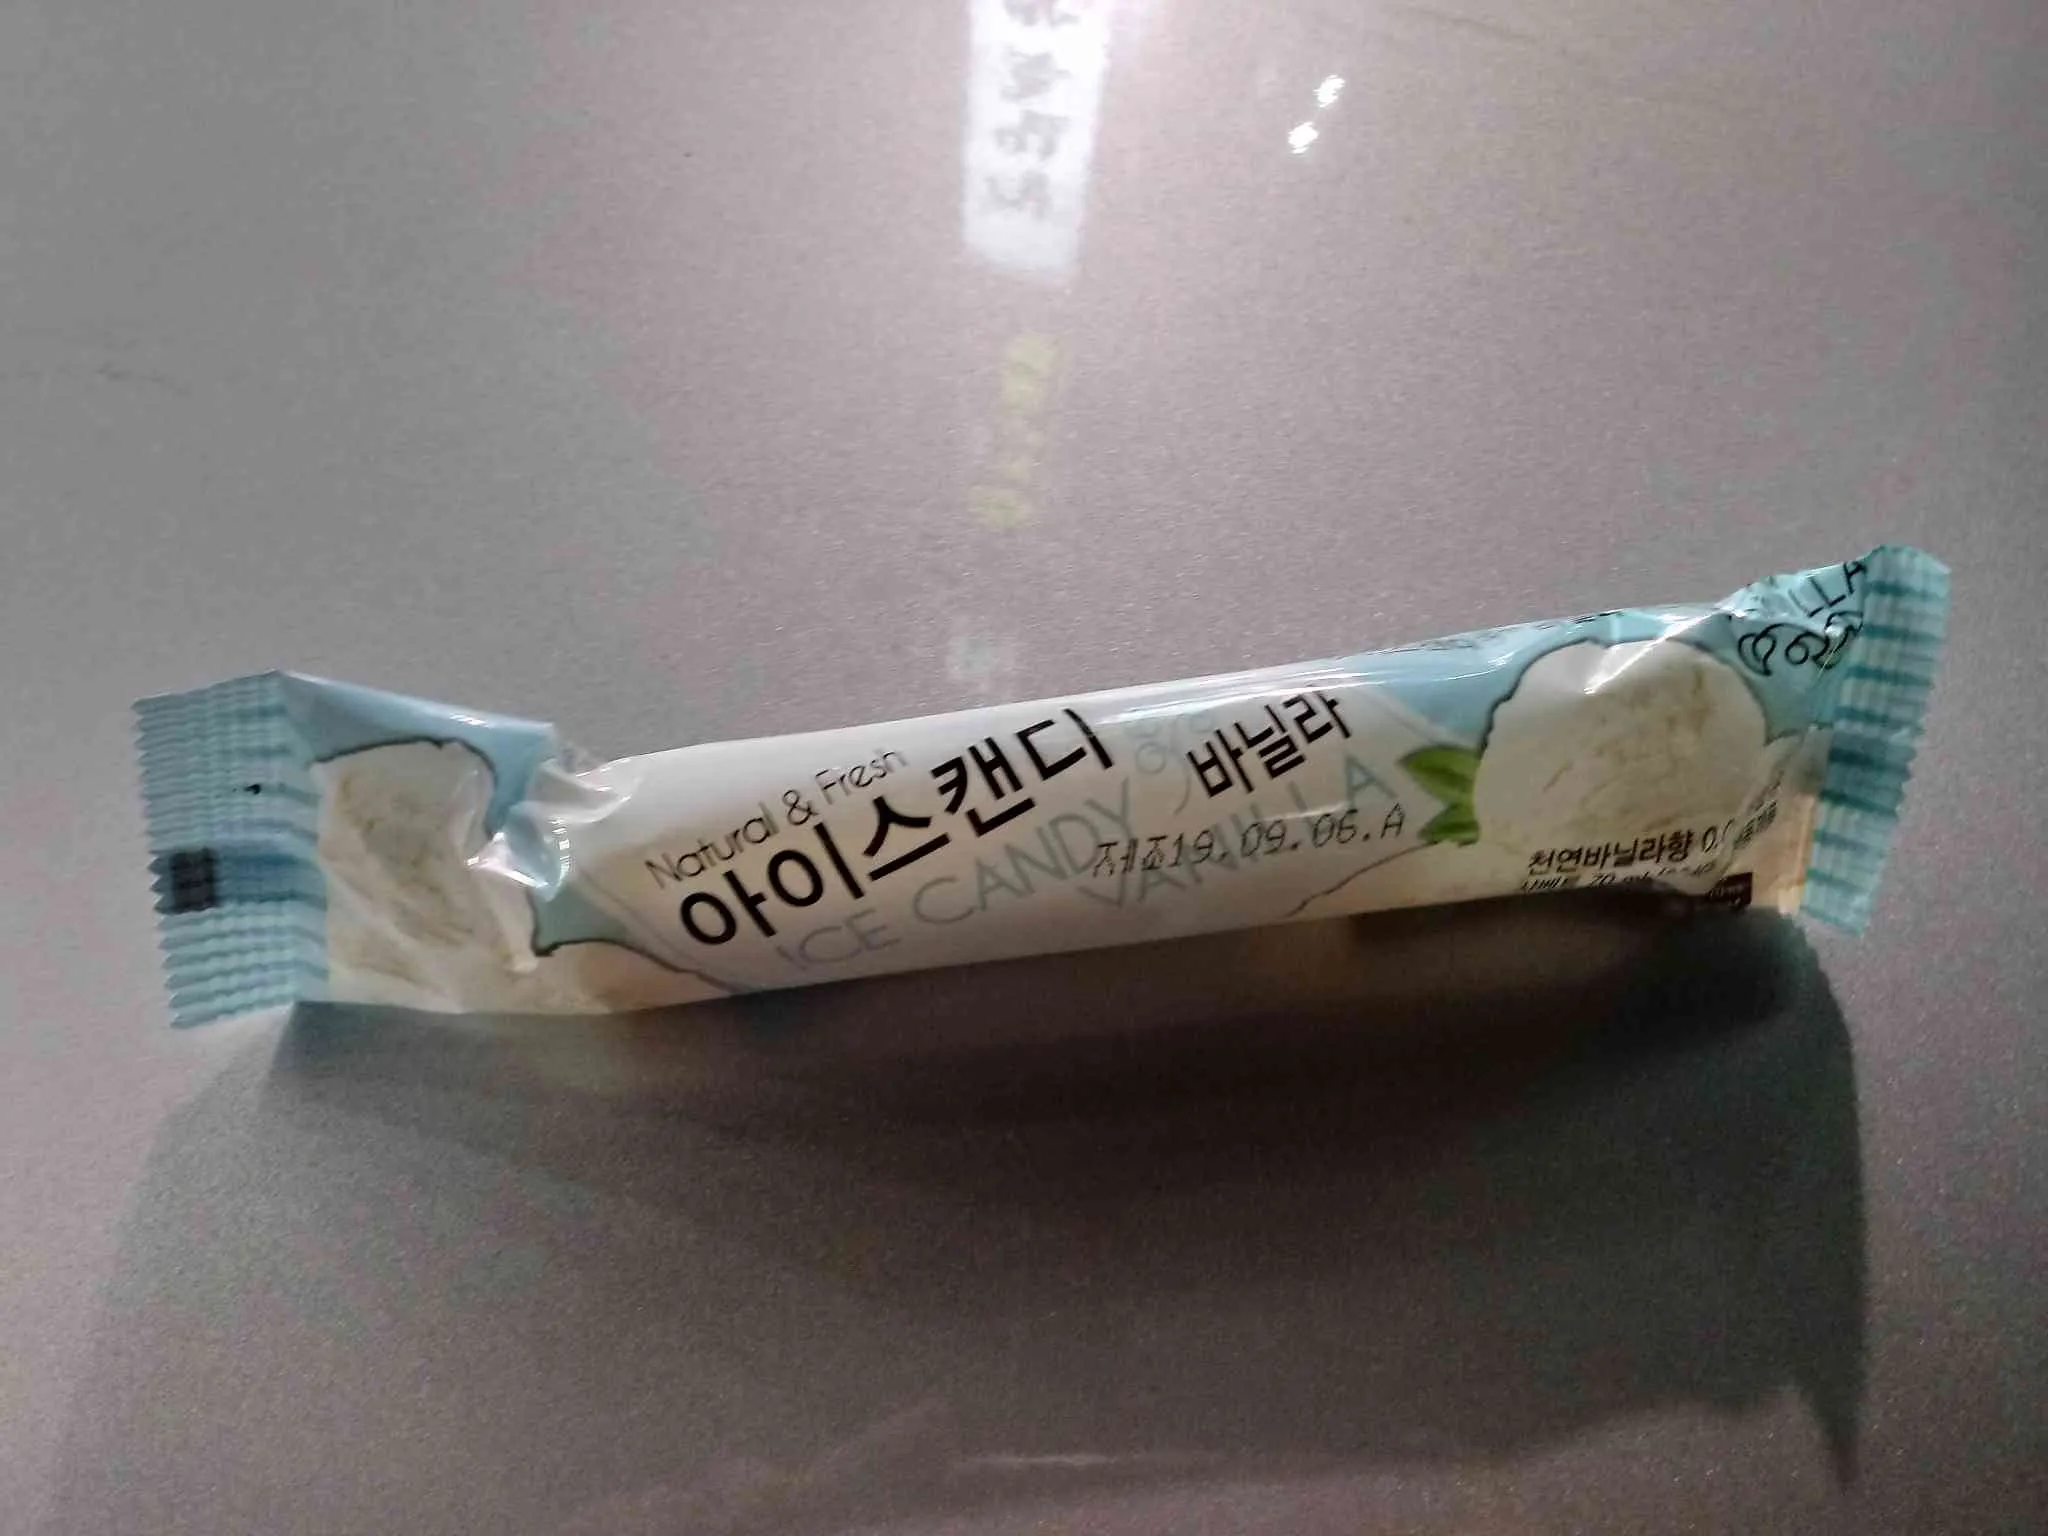 Natural & Fresh
아이스캔디
바닐라
ICE CANDY
VANILLA
제조19.09.06.A
천연바닐라향